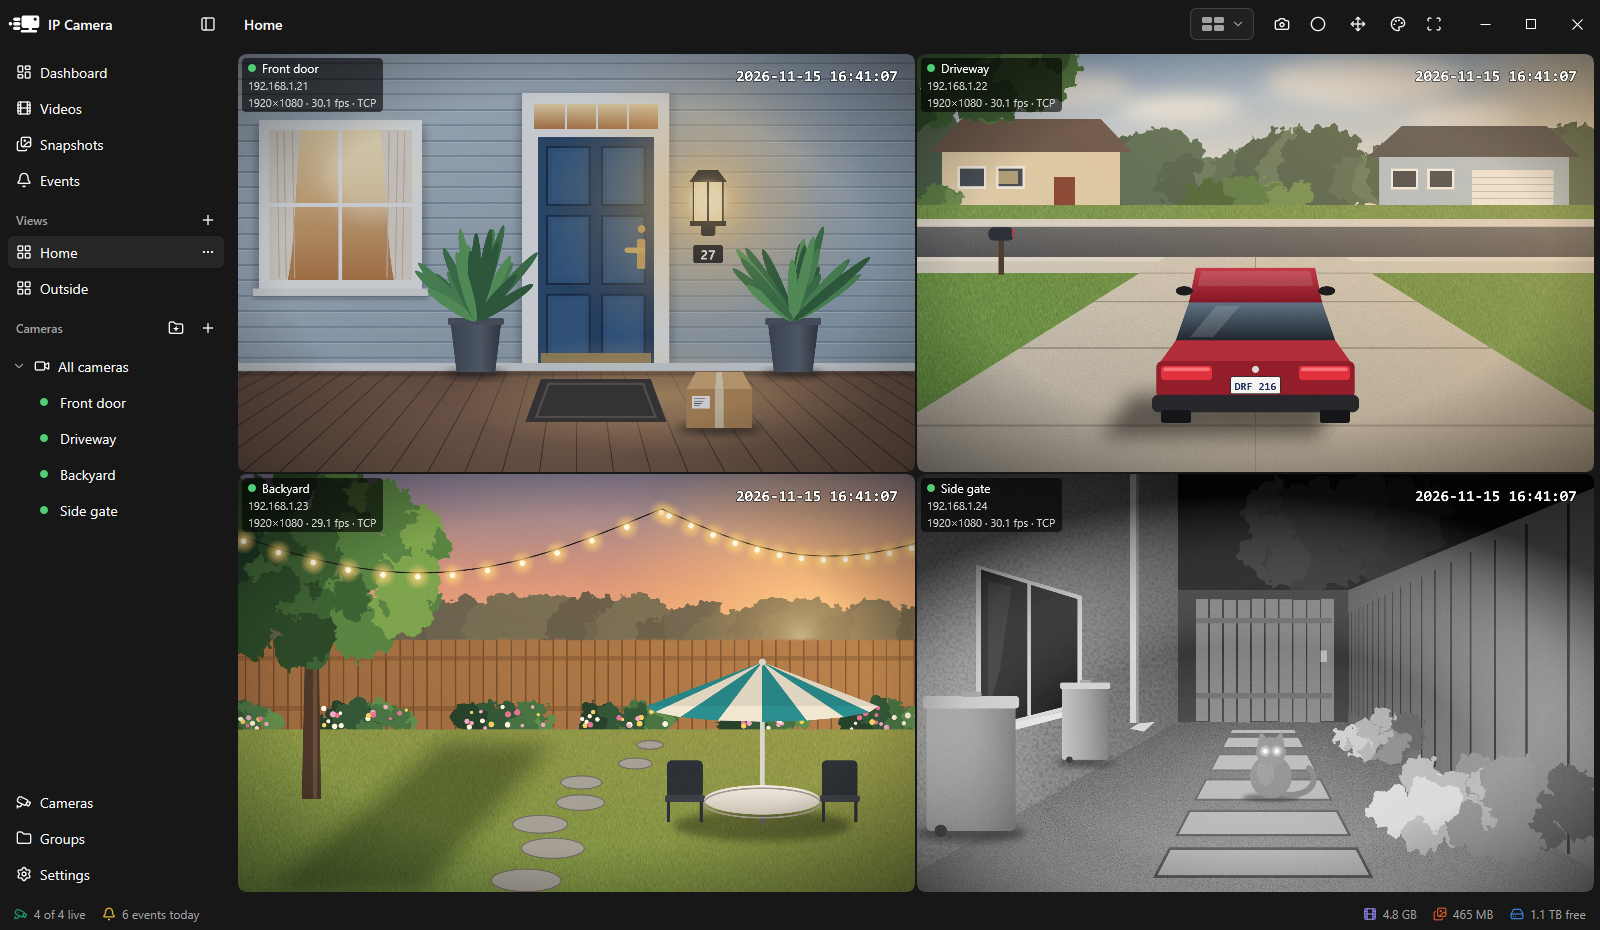 IP Camera
Home
Dashboard
Videos
Snapshots
Events
Views
Home
Outside
Cameras
All cameras
Front door
Driveway
Backyard
Side gate
Cameras
Groups
Settings
Front door
192.168.1.21
1920×1080 · 30.1 fps · TCP
2026-11-15 16:41:07
27
Driveway
192.168.1.22
1920×1080 · 30.1 fps · TCP
2026-11-15 16:41:07
DRF 216
Backyard
192.168.1.23
1920×1080 · 29.1 fps · TCP
2026-11-15 16:41:07
Side gate
192.168.1.24
1920×1080 · 30.1 fps · TCP
2026-11-15 16:41:07
4 of 4 live
6 events today
4.8 GB
465 MB
1.1 TB free